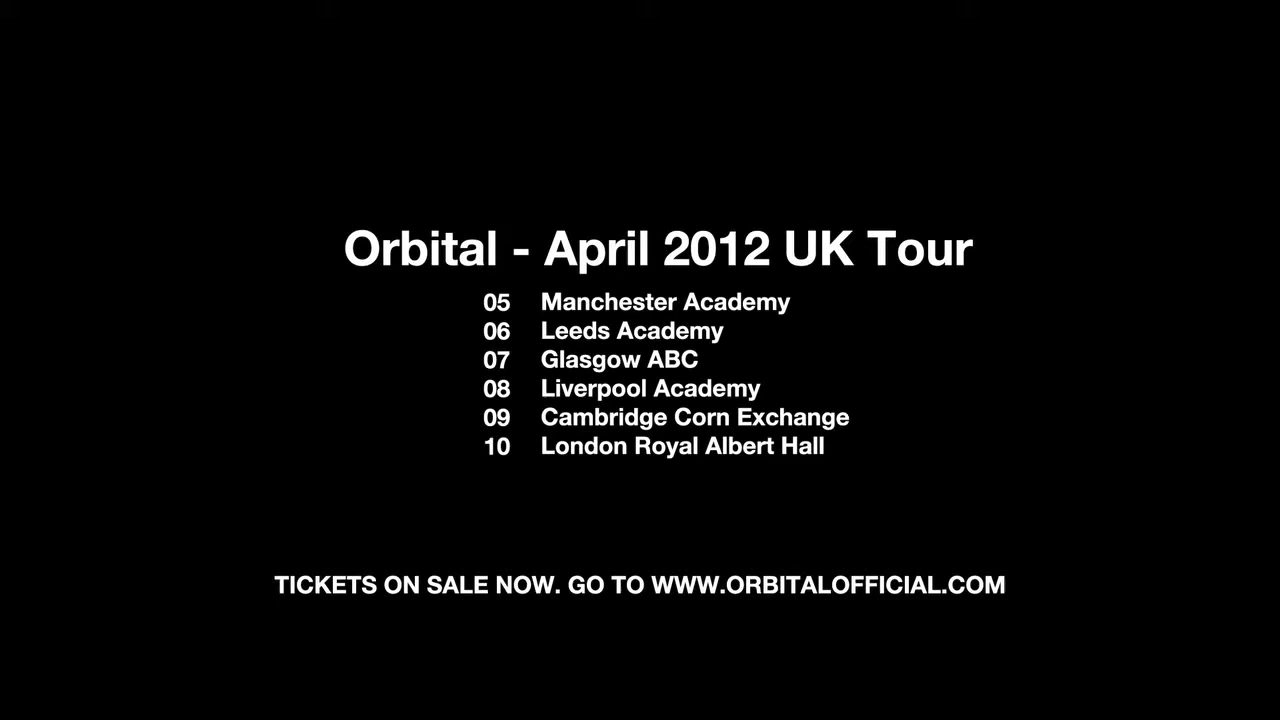 Orbital - April 2012 UK Tour
05 Manchester Academy
06 Leeds Academy
07 Glasgow ABC
08 Liverpool Academy
09 Cambridge Corn Exchange
10 London Royal Albert Hall
TICKETS ON SALE NOW. GO TO WWW.ORBITALOFFICIAL.COM